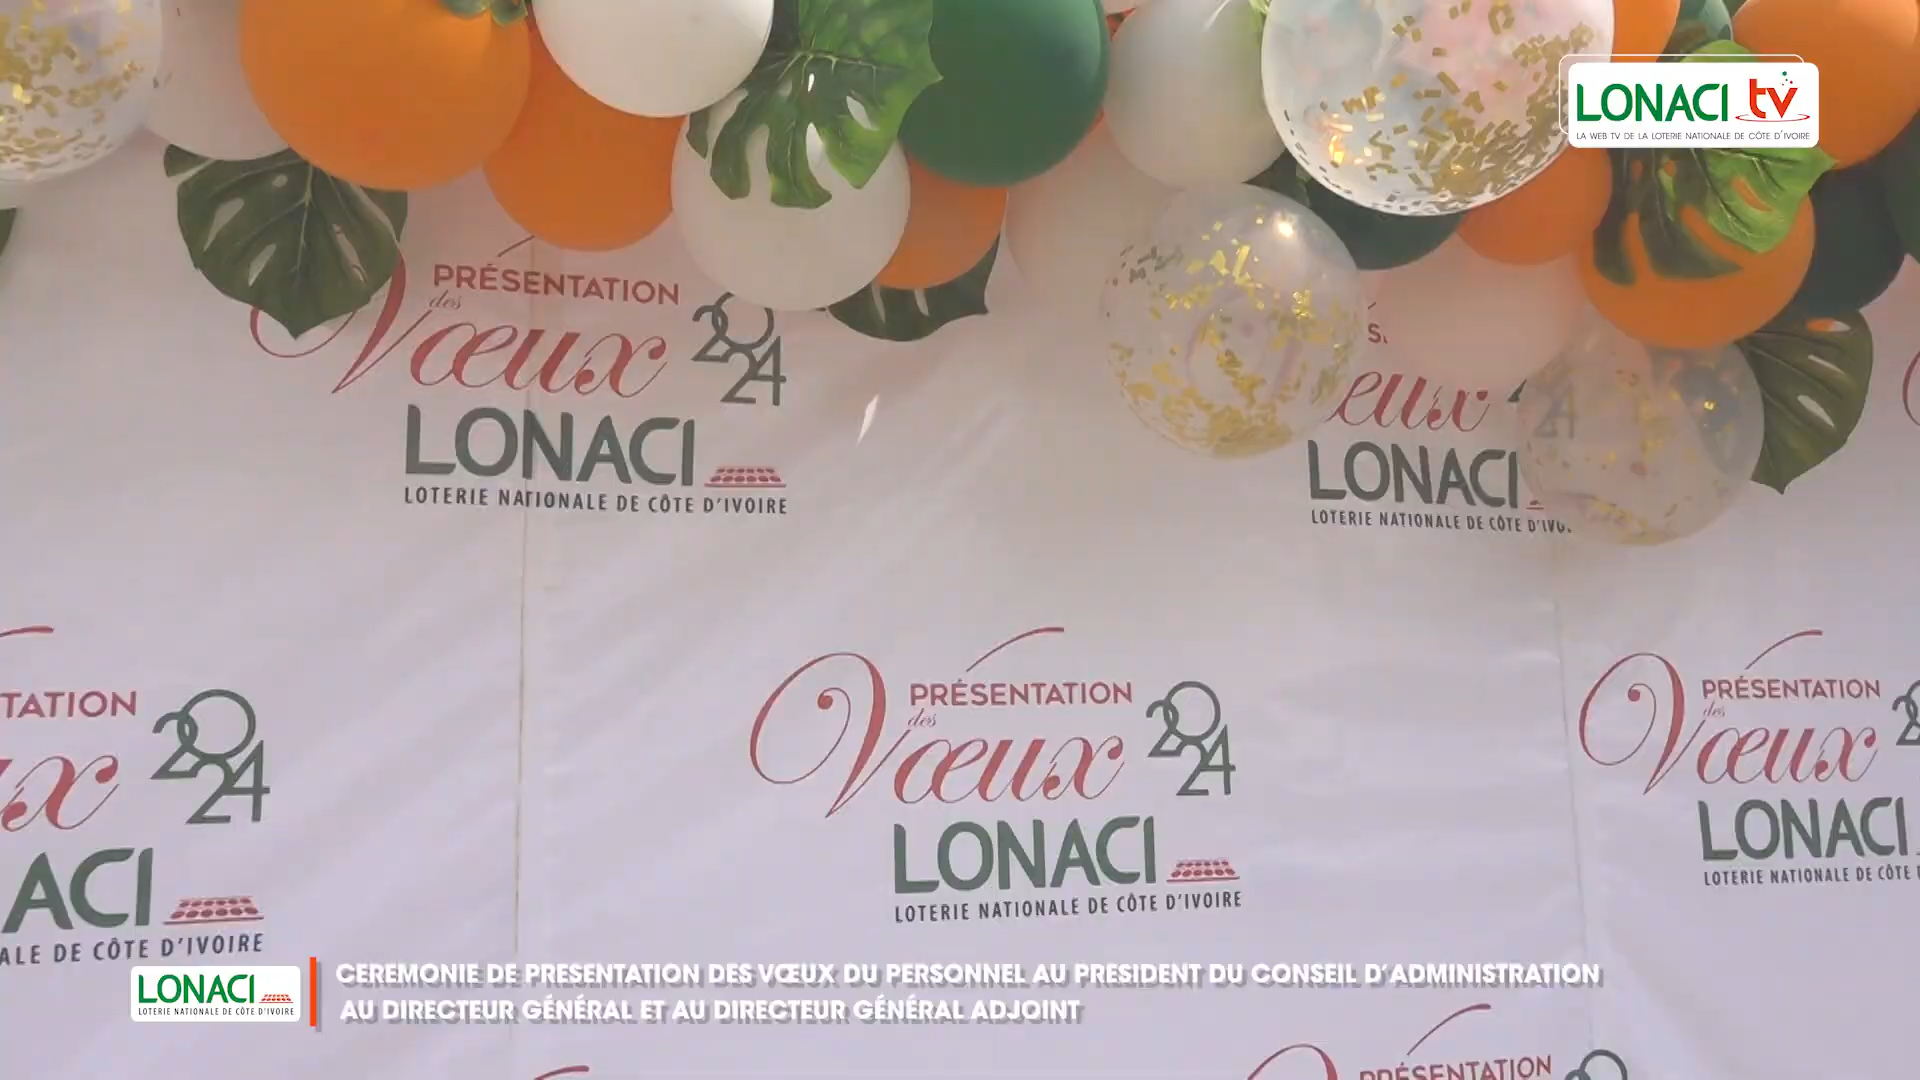 LONACI tv
LA WEB TV DE LA LOTERIE NATIONALE DE CÔTE D'IVOIRE
PRÉSENTATION
des
Vœux 2024
LONACI
LOTERIE NATIONALE DE CÔTE D'IVOIRE
LONACI
LOTERIE NATIONALE DE CÔTE
TATION
2024
ACI
ALE DE CÔTE D'IVOIRE
PRÉSENTATION
des
Vœux 2024
LONACI
LOTERIE NATIONALE DE CÔTE D'IVOIRE
PRÉSENTATION
des
Vœux
LONACI
LOTERIE NATIONALE DE CÔTE
LONACI
LOTERIE NATIONALE DE CÔTE D'IVOIRE
CEREMONIE DE PRESENTATION DES VŒUX DU PERSONNEL AU PRESIDENT DU CONSEIL D'ADMINISTRATION
AU DIRECTEUR GÉNÉRAL ET AU DIRECTEUR GÉNÉRAL ADJOINT
PRÉSENTATION